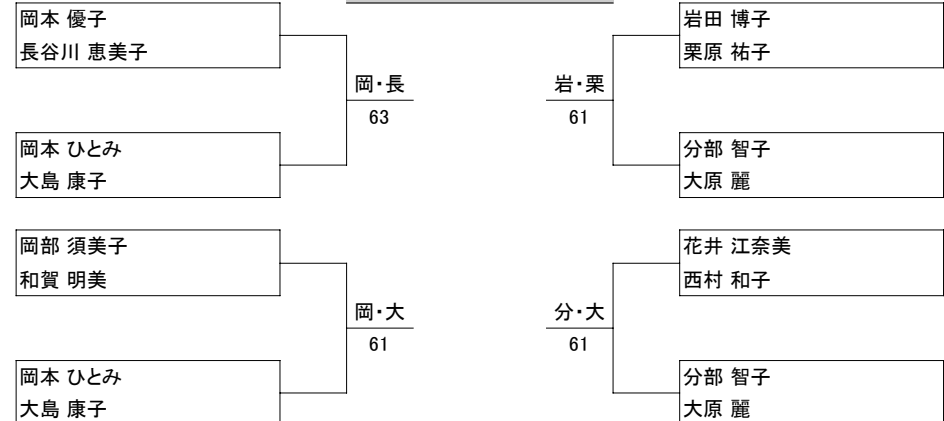 岡本 優子
長谷川 恵美子
岡・長
63
岡本 ひとみ
大島 康子
岩田 博子
栗原 祐子
岩・栗
61
分部 智子
大原 麗
岡部 須美子
和賀 明美
岡・大
61
岡本 ひとみ
大島 康子
花井 江奈美
西村 和子
分・大
61
分部 智子
大原 麗